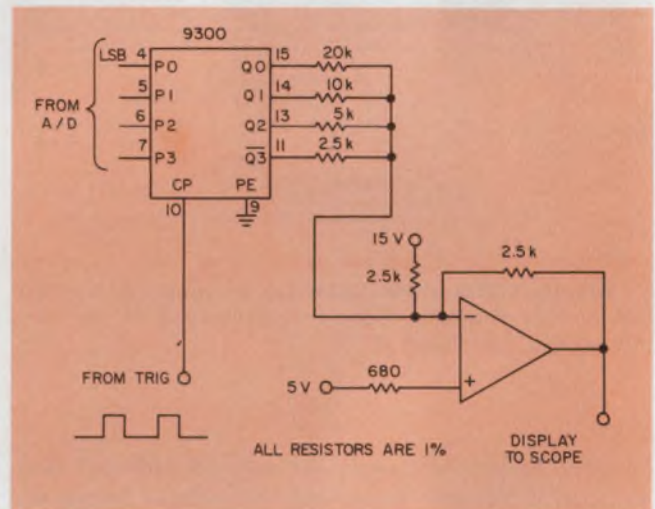 9300
LSB 4 P0 Q0 15 20k
5 P1 Q1 14 10k
FROM A/D
6 P2 Q2 13 5k
7 P3 Q3 11 2.5k
CP PE
10 9
15 V
2.5k
2.5k
−
680
5 V
+
FROM TRIG
ALL RESISTORS ARE 1%
DISPLAY
TO SCOPE